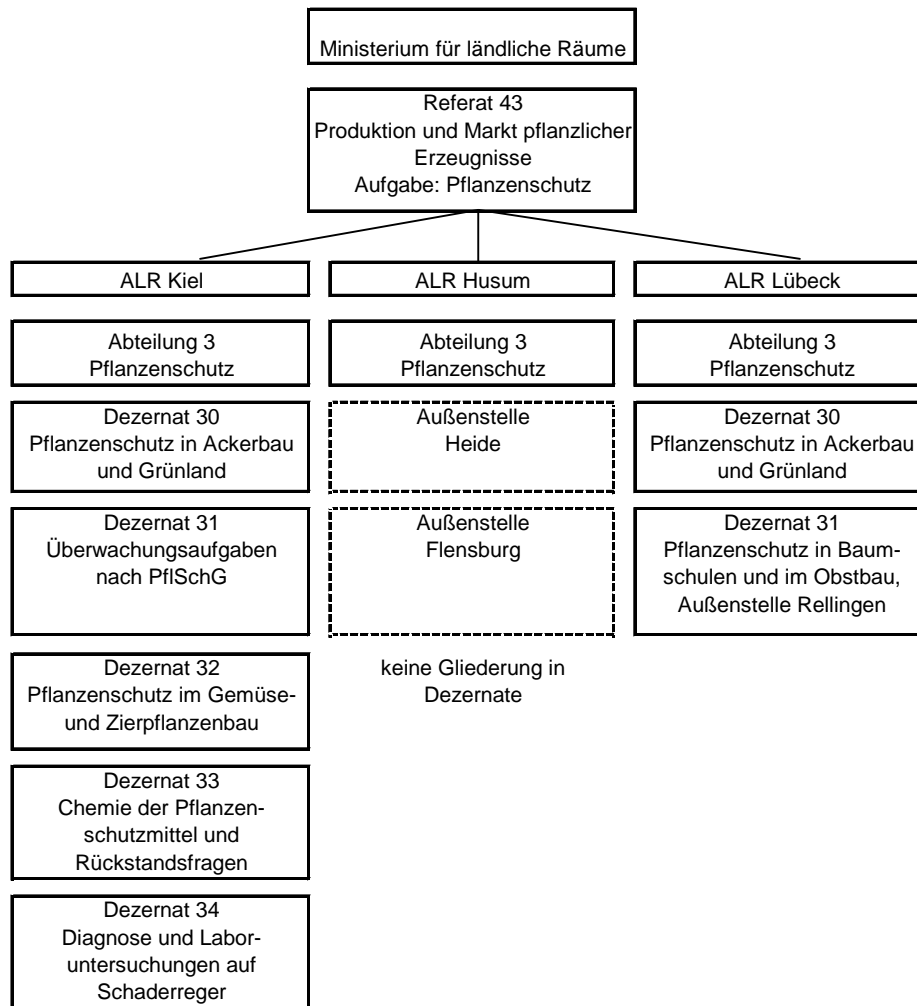 Ministerium für ländliche Räume
Referat 43
Produktion und Markt pflanzlicher
Erzeugnisse
Aufgabe: Pflanzenschutz
ALR Kiel
ALR Husum
ALR Lübeck
Abteilung 3
Pflanzenschutz
Abteilung 3
Pflanzenschutz
Abteilung 3
Pflanzenschutz
Dezernat 30
Pflanzenschutz in Ackerbau
und Grünland
Außenstelle
Heide
Dezernat 30
Pflanzenschutz in Ackerbau
und Grünland
Dezernat 31
Überwachungsaufgaben
nach PflSchG
Außenstelle
Flensburg
Dezernat 31
Pflanzenschutz in Baum-
schulen und im Obstbau,
Außenstelle Rellingen
Dezernat 32
Pflanzenschutz im Gemüse-
und Zierpflanzenbau
keine Gliederung in
Dezernate
Dezernat 33
Chemie der Pflanzen-
schutzmittel und
Rückstandsfragen
Dezernat 34
Diagnose und Labor-
untersuchungen auf
Schaderreger